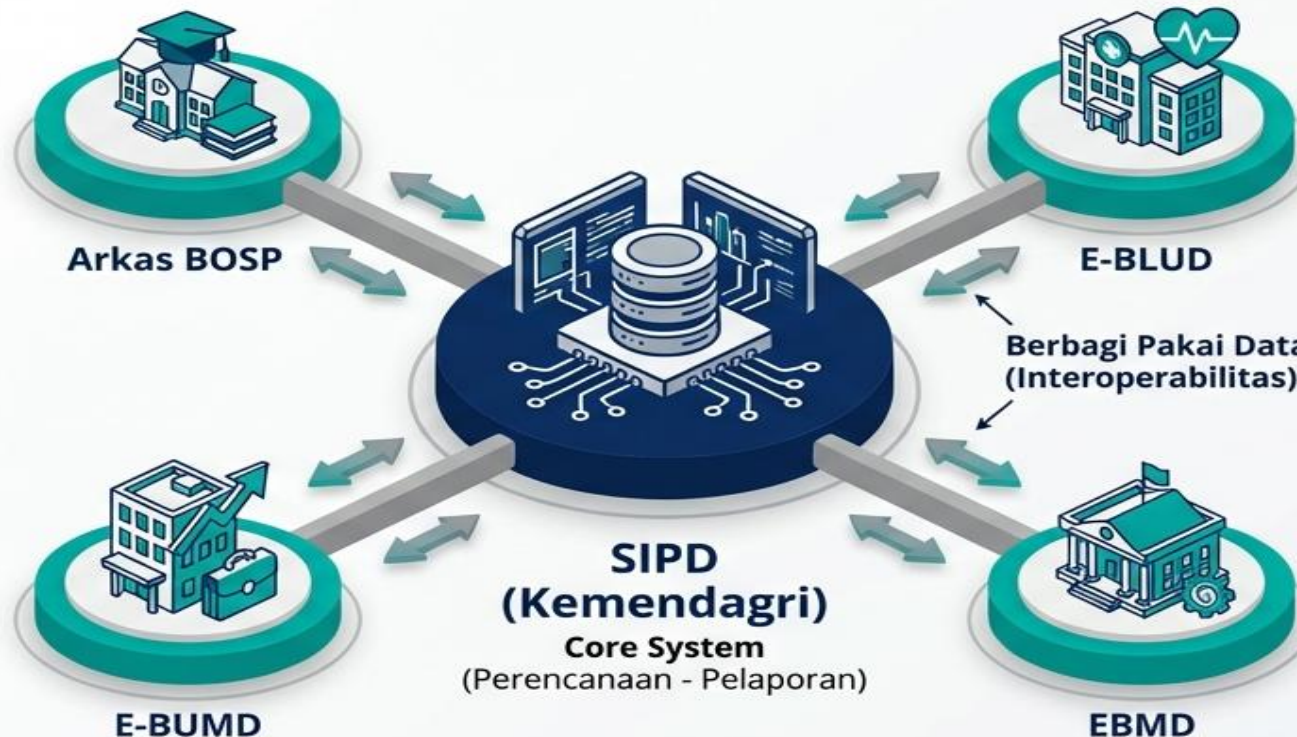 Arkas BOSP
E-BLUD
Berbagi Pakai Data
(Interoperabilitas)
SIPD
(Kemendagri)
Core System
(Perencanaan - Pelaporan)
E-BUMD
EBMD